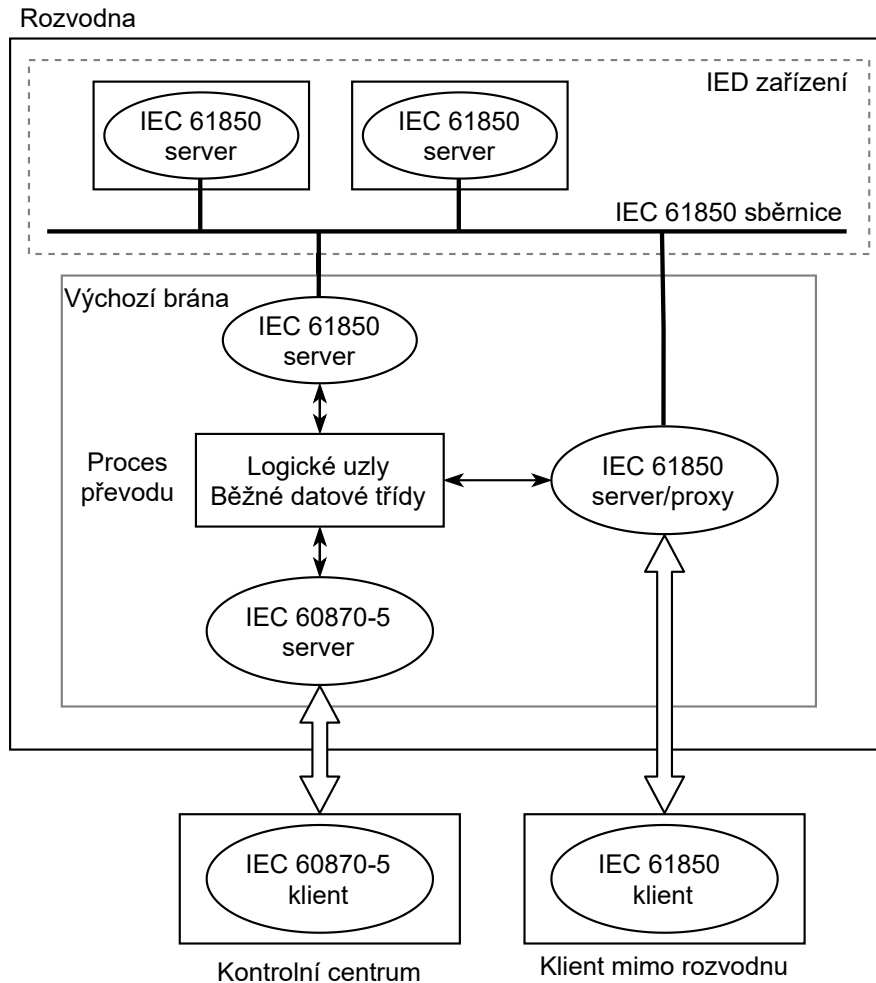 Rozvodna
IED zařízení
IEC 61850
server
IEC 61850
server
IEC 61850 sběrnice
Výchozí brána
IEC 61850
server
Proces
převodu
Logické uzly
Běžné datové třídy
IEC 61850
server/proxy
IEC 60870-5
server
IEC 60870-5
klient
IEC 61850
klient
Kontrolní centrum
Klient mimo rozvodnu